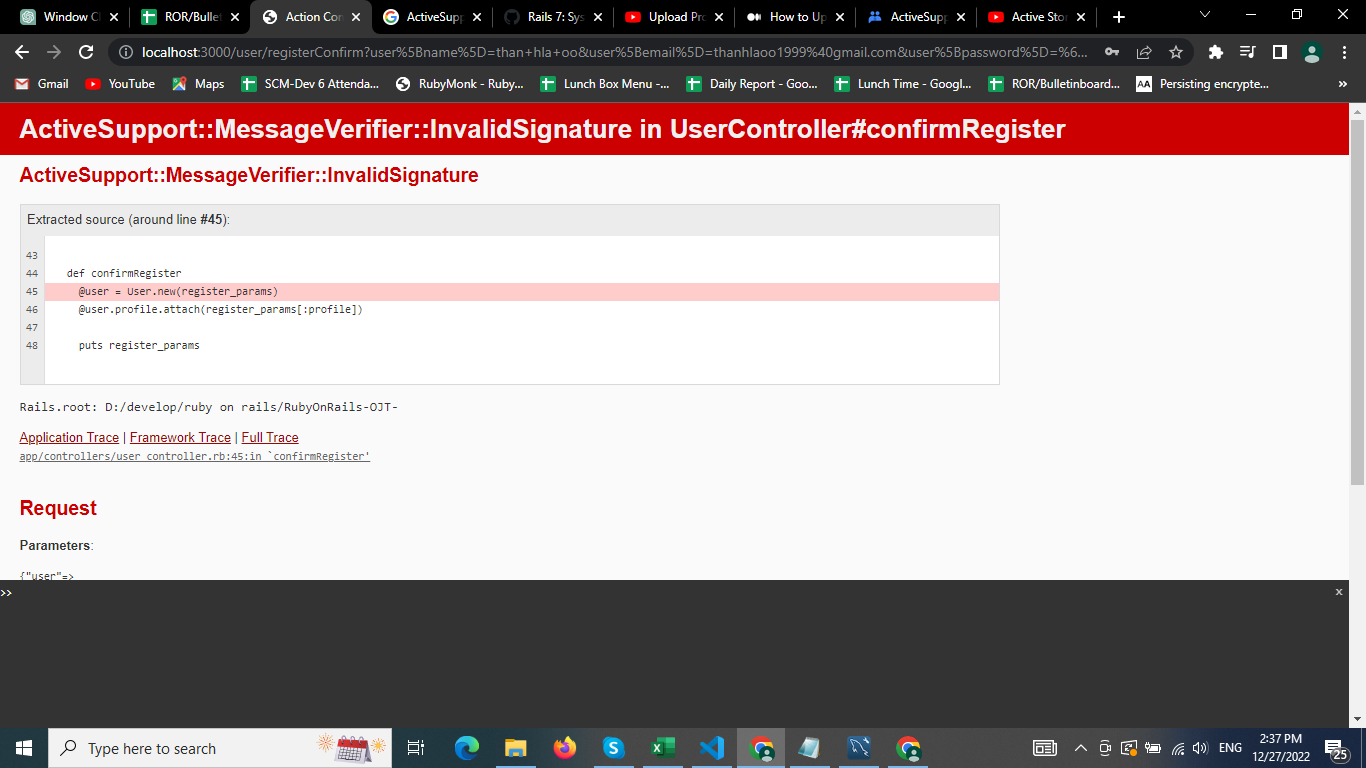 Window Cl
ROR/Bullet
Action Con
ActiveSupp
Rails 7: Sys
Upload Pro
How to Up
ActiveSupp
Active Stor
localhost:3000/user/registerConfirm?user%5Bname%5D=than+hla+oo&user%5Bemail%5D=thanhlaoo1999%40gmail.com&user%5Bpassword%5D=%6...
Gmail
YouTube
Maps
SCM-Dev 6 Attenda...
RubyMonk - Ruby...
Lunch Box Menu -...
Daily Report - Goo...
Lunch Time - Googl...
ROR/Bulletinboard...
AA
Persisting encrypte...
»
ActiveSupport::MessageVerifier::InvalidSignature in UserController#confirmRegister
ActiveSupport::MessageVerifier::InvalidSignature
Extracted source (around line #45):
43
44 def confirmRegister
45 @user = User.new(register_params)
46 @user.profile.attach(register_params[:profile])
47
48 puts register_params
Rails.root: D:/develop/ruby on rails/RubyOnRails-OJT-
Application Trace | Framework Trace | Full Trace
app/controllers/user_controller.rb:45:in `confirmRegister'
Request
Parameters:
{"user"=>
>>
x
Type here to search
ENG
2:37 PM
12/27/2022
25